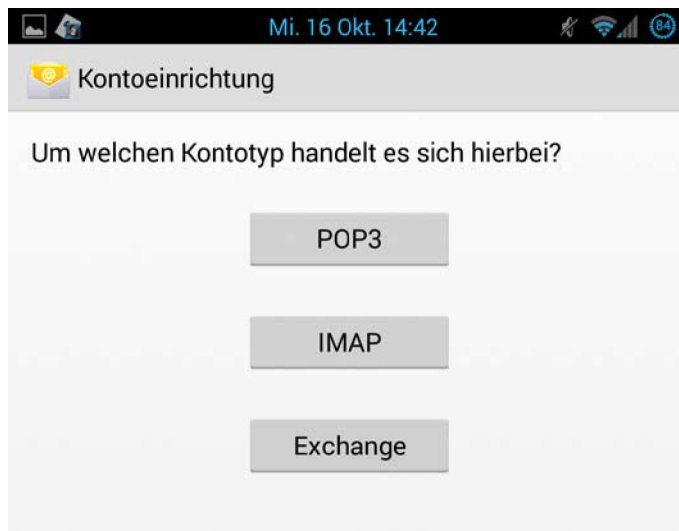 Mi. 16 Okt. 14:42
84
Kontoeinrichtung
Um welchen Kontotyp handelt es sich hierbei?
POP3
IMAP
Exchange